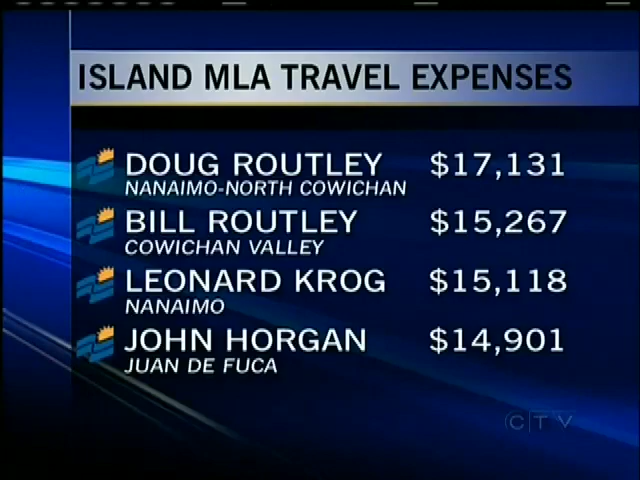 ISLAND MLA TRAVEL EXPENSES
DOUG ROUTLEY $17,131
NANAIMO-NORTH COWICHAN
BILL ROUTLEY $15,267
COWICHAN VALLEY
LEONARD KROG $15,118
NANAIMO
JOHN HORGAN $14,901
JUAN DE FUCA
CTV